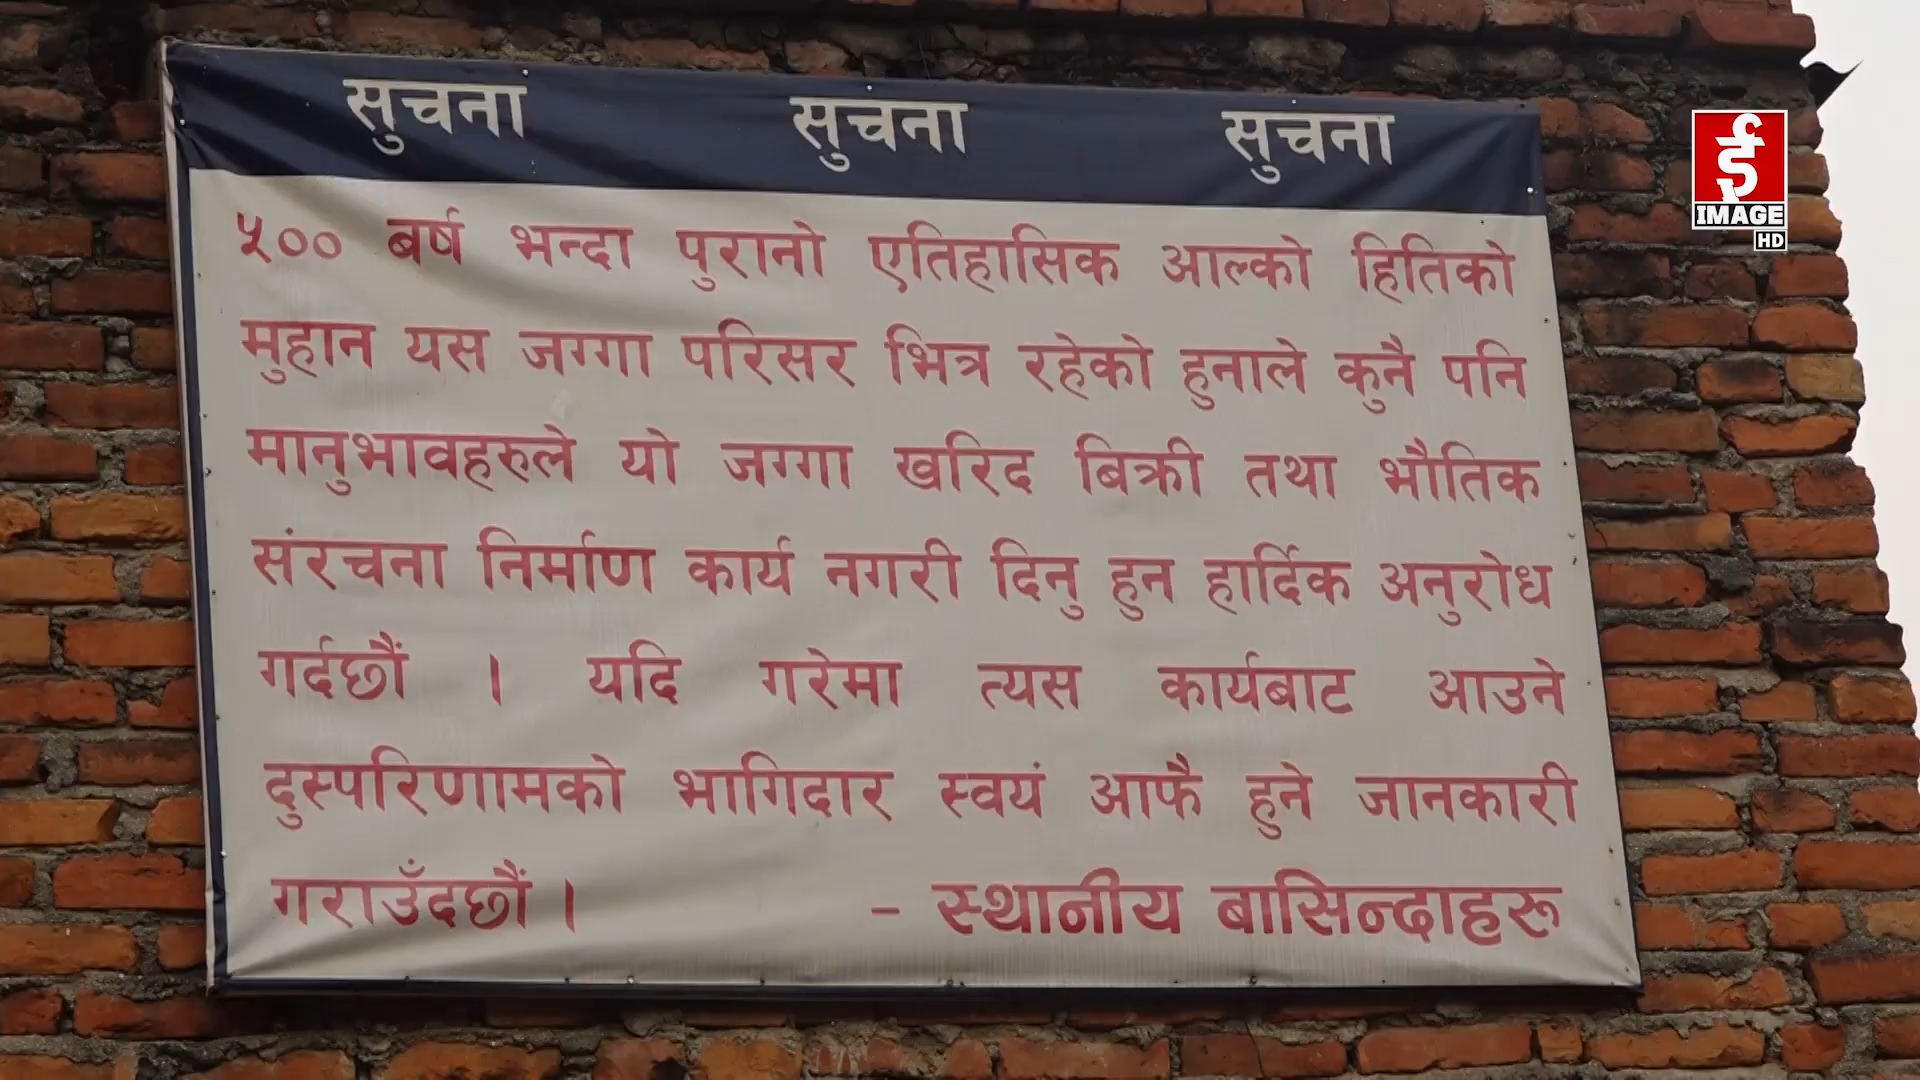 सुचना सुचना सुचना
५०० बर्ष भन्दा पुरानो एतिहासिक आल्को हितिको
मुहान यस जग्गा परिसर भित्र रहेको हुनाले कुनै पनि
मानुभावहरुले यो जग्गा खरिद बिक्री तथा भौतिक
संरचना निर्माण कार्य नगरी दिनु हुन हार्दिक अनुरोध
गर्दछौं । यदि गरेमा त्यस कार्यबाट आउने
दुस्परिणामको भागिदार स्वयं आफै हुने जानकारी
गराउँदछौं ।
- स्थानीय बासिन्दाहरू
IMAGE
HD